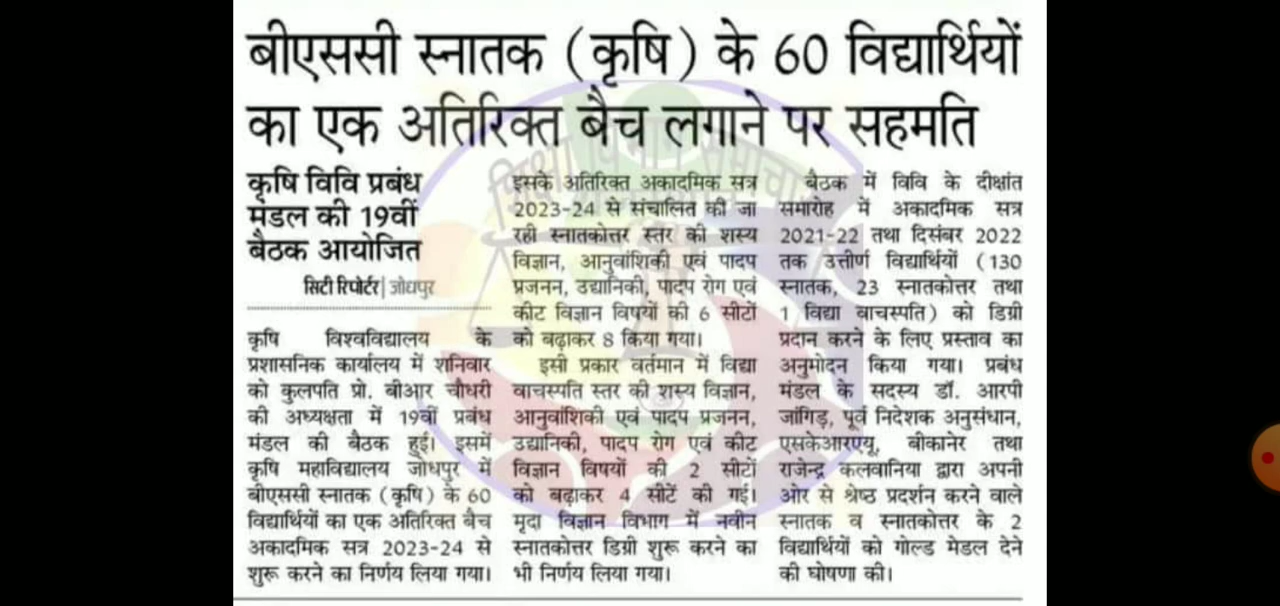 बीएससी स्नातक (कृषि) के 60 विद्यार्थियों
का एक अतिरिक्त बैच लगाने पर सहमति
कृषि विवि प्रबंध
मंडल की 19वीं
बैठक आयोजित
सिटी रिपोर्टर| जोधपुर
कृषि विश्वविद्यालय के
प्रशासनिक कार्यालय में शनिवार
को कुलपति प्रो. बीआर चौधरी
की अध्यक्षता में 19वीं प्रबंध
मंडल की बैठक हुई। इसमें
कृषि महाविद्यालय जोधपुर में
बीएससी स्नातक (कृषि) के 60
विद्यार्थियों का एक अतिरिक्त बैच
अकादमिक सत्र 2023-24 से
शुरू करने का निर्णय लिया गया।
इसके अतिरिक्त अकादमिक सत्र
2023-24 से संचालित की जा
रही स्नातकोत्तर स्तर की शस्य
विज्ञान, आनुवांशिकी एवं पादप
प्रजनन, उद्यानिकी, पादप रोग एवं
कीट विज्ञान विषयों की 6 सीटों
को बढ़ाकर 8 किया गया।
इसी प्रकार वर्तमान में विद्या
वाचस्पति स्तर की शस्य विज्ञान,
आनुवांशिकी एवं पादप प्रजनन,
उद्यानिकी, पादप रोग एवं कीट
विज्ञान विषयों की 2 सीटों
को बढ़ाकर 4 सीटें की गई।
मृदा विज्ञान विभाग में नवीन
स्नातकोत्तर डिग्री शुरू करने का
भी निर्णय लिया गया।
बैठक में विवि के दीक्षांत
समारोह में अकादमिक सत्र
2021-22 तथा दिसंबर 2022
तक उत्तीर्ण विद्यार्थियों (130
स्नातक, 23 स्नातकोत्तर तथा
1 विद्या वाचस्पति) को डिग्री
प्रदान करने के लिए प्रस्ताव का
अनुमोदन किया गया। प्रबंध
मंडल के सदस्य डॉ. आरपी
जांगिड़, पूर्व निदेशक अनुसंधान,
एसकेआरएयू, बीकानेर तथा
राजेन्द्र कलवानिया द्वारा अपनी
ओर से श्रेष्ठ प्रदर्शन करने वाले
स्नातक व स्नातकोत्तर के 2
विद्यार्थियों को गोल्ड मेडल देने
की घोषणा की।
शिक्षा विभाग समाचार